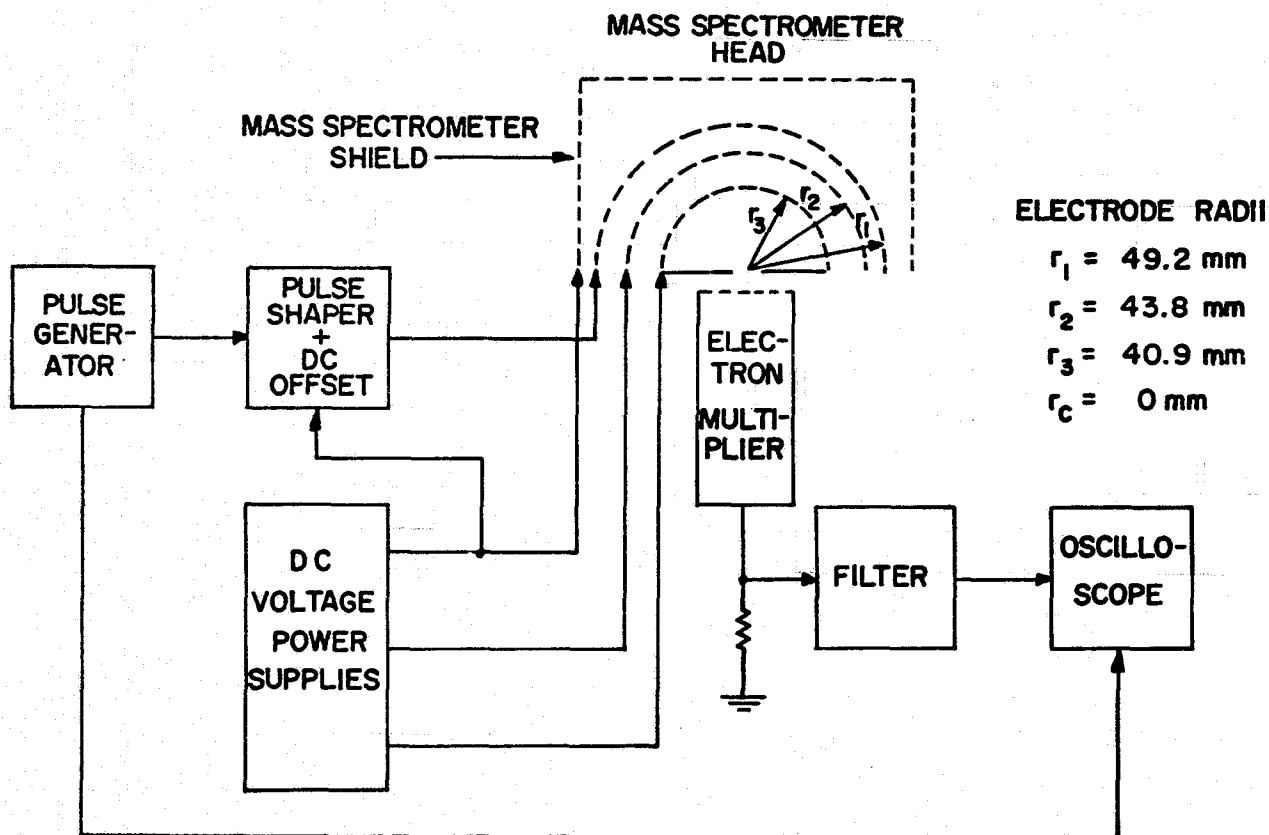 MASS SPECTROMETER
HEAD
MASS SPECTROMETER
SHIELD
r3
r2
r1
ELECTRODE RADII
r1 = 49.2 mm
r2 = 43.8 mm
r3 = 40.9 mm
rC = 0 mm
PULSE
GENER-
ATOR
PULSE
SHAPER
+
DC
OFFSET
ELEC-
TRON
MULTI-
PLIER
DC
VOLTAGE
POWER
SUPPLIES
FILTER
OSCILLO-
SCOPE